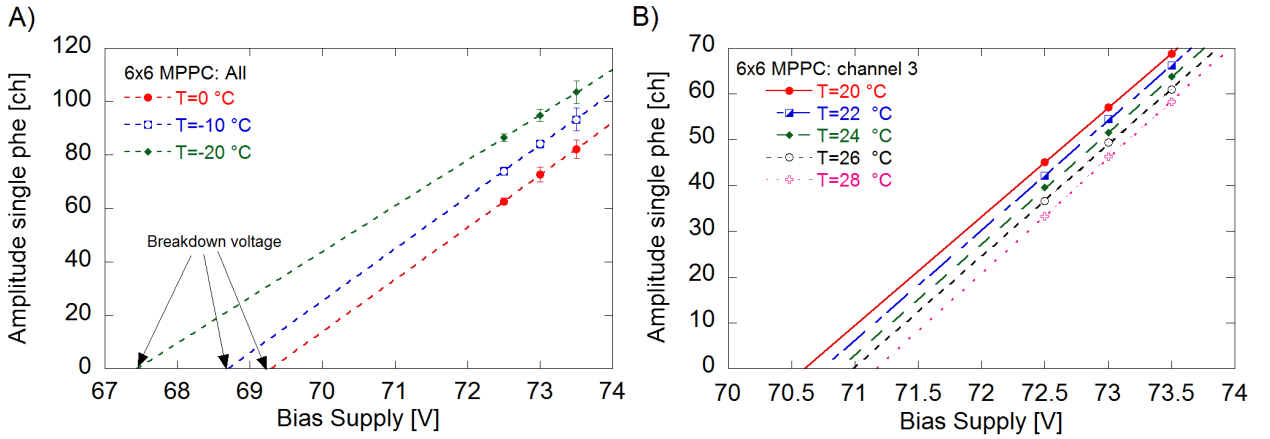 A)
120
100
80
60
40
20
0
Amplitude single phe [ch]
6x6 MPPC: All
T=0 °C
T=-10 °C
T=-20 °C
Breakdown voltage
67 68 69 70 71 72 73 74
Bias Supply [V]
B)
70
60
50
40
30
20
10
0
Amplitude single phe [ch]
6x6 MPPC: channel 3
T=20 °C
T=22 °C
T=24 °C
T=26 °C
T=28 °C
70 70.5 71 71.5 72 72.5 73 73.5 74
Bias Supply [V]